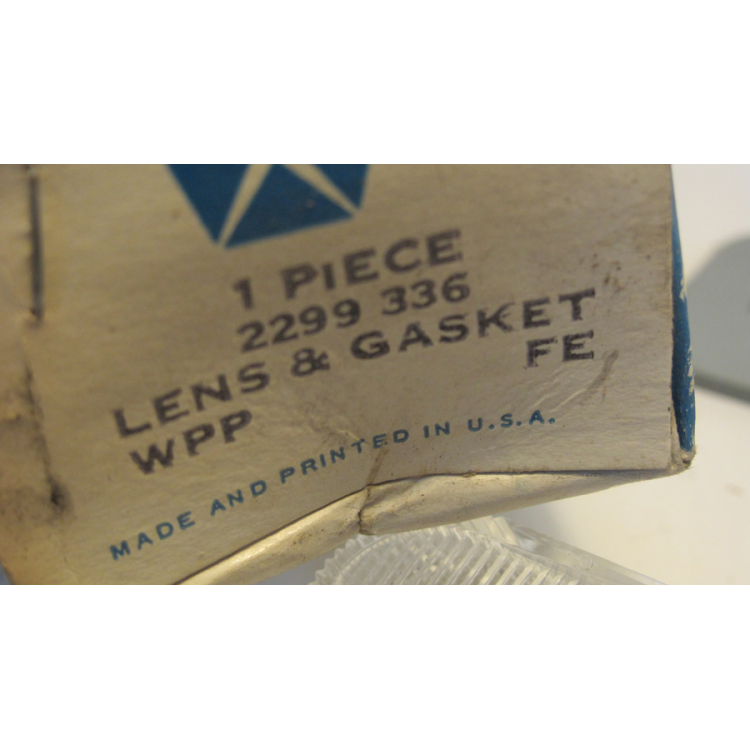 1 PIECE
2299 336
LENS & GASKET
WPP FE
MADE AND PRINTED IN U.S.A.